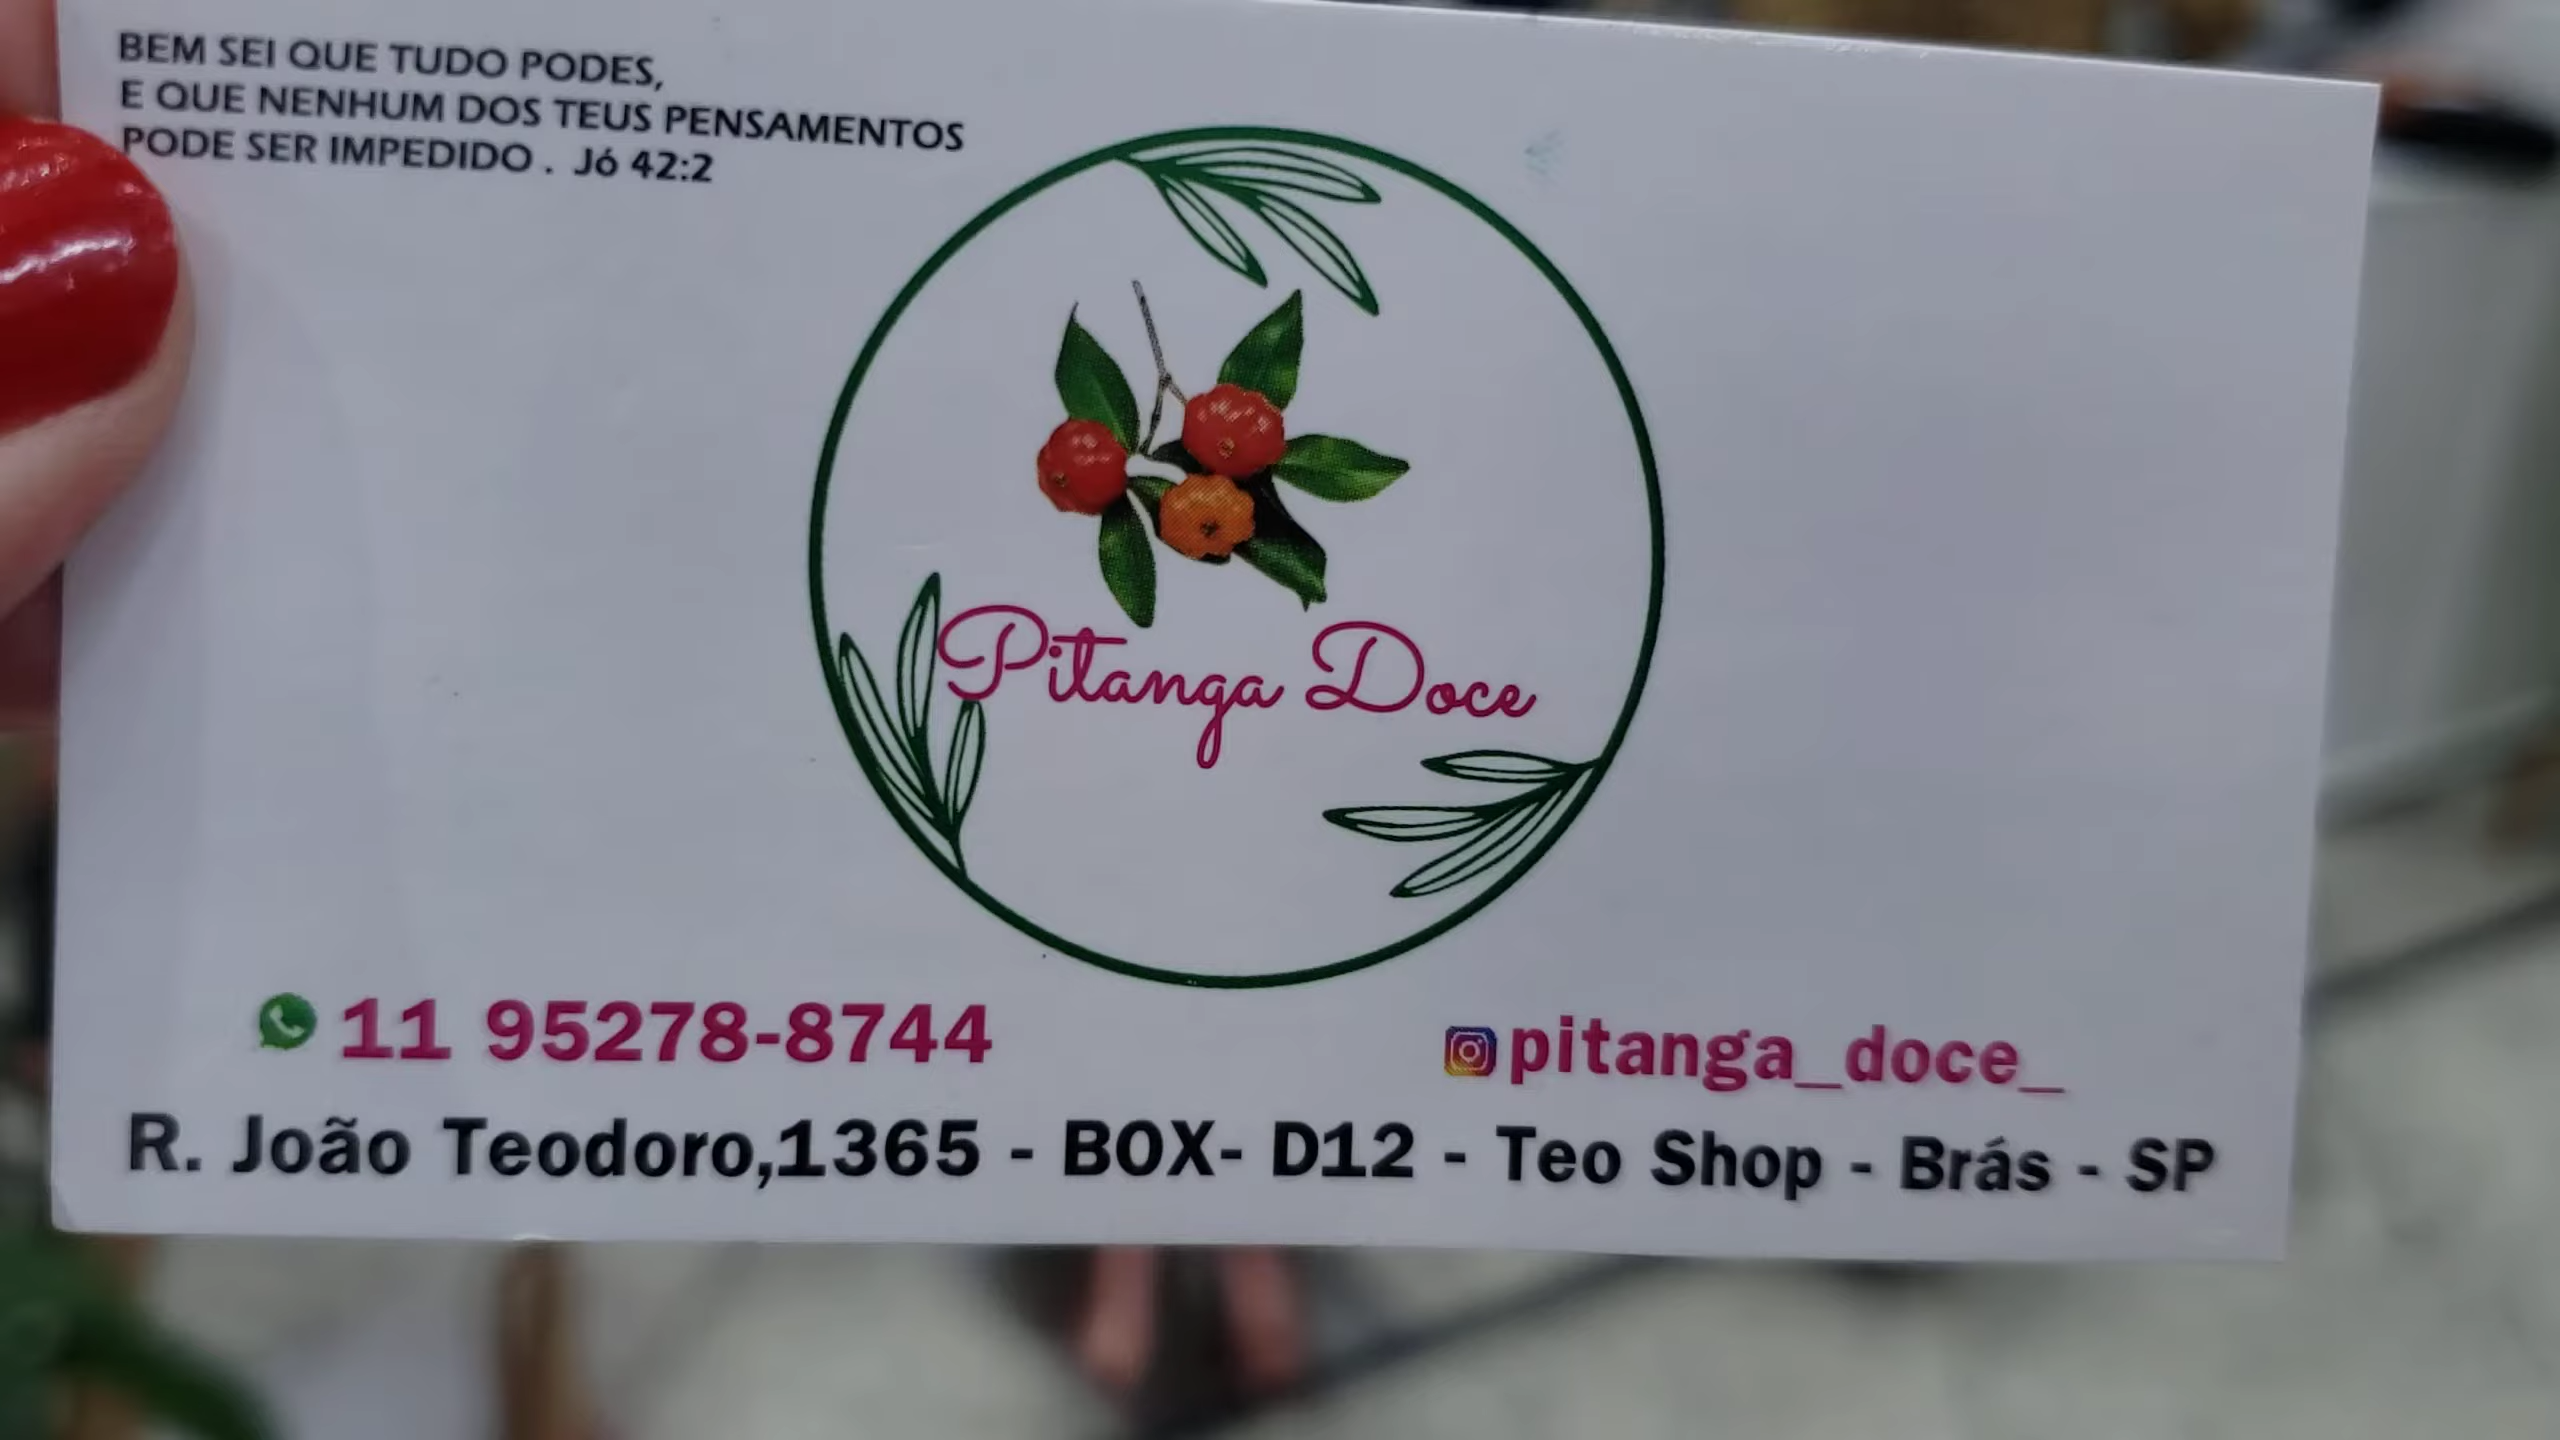 BEM SEI QUE TUDO PODES,
E QUE NENHUM DOS TEUS PENSAMENTOS
PODE SER IMPEDIDO . Jó 42:2
Pitanga Doce
11 95278-8744
pitanga_doce_
R. João Teodoro,1365 - BOX- D12 - Teo Shop - Brás - SP